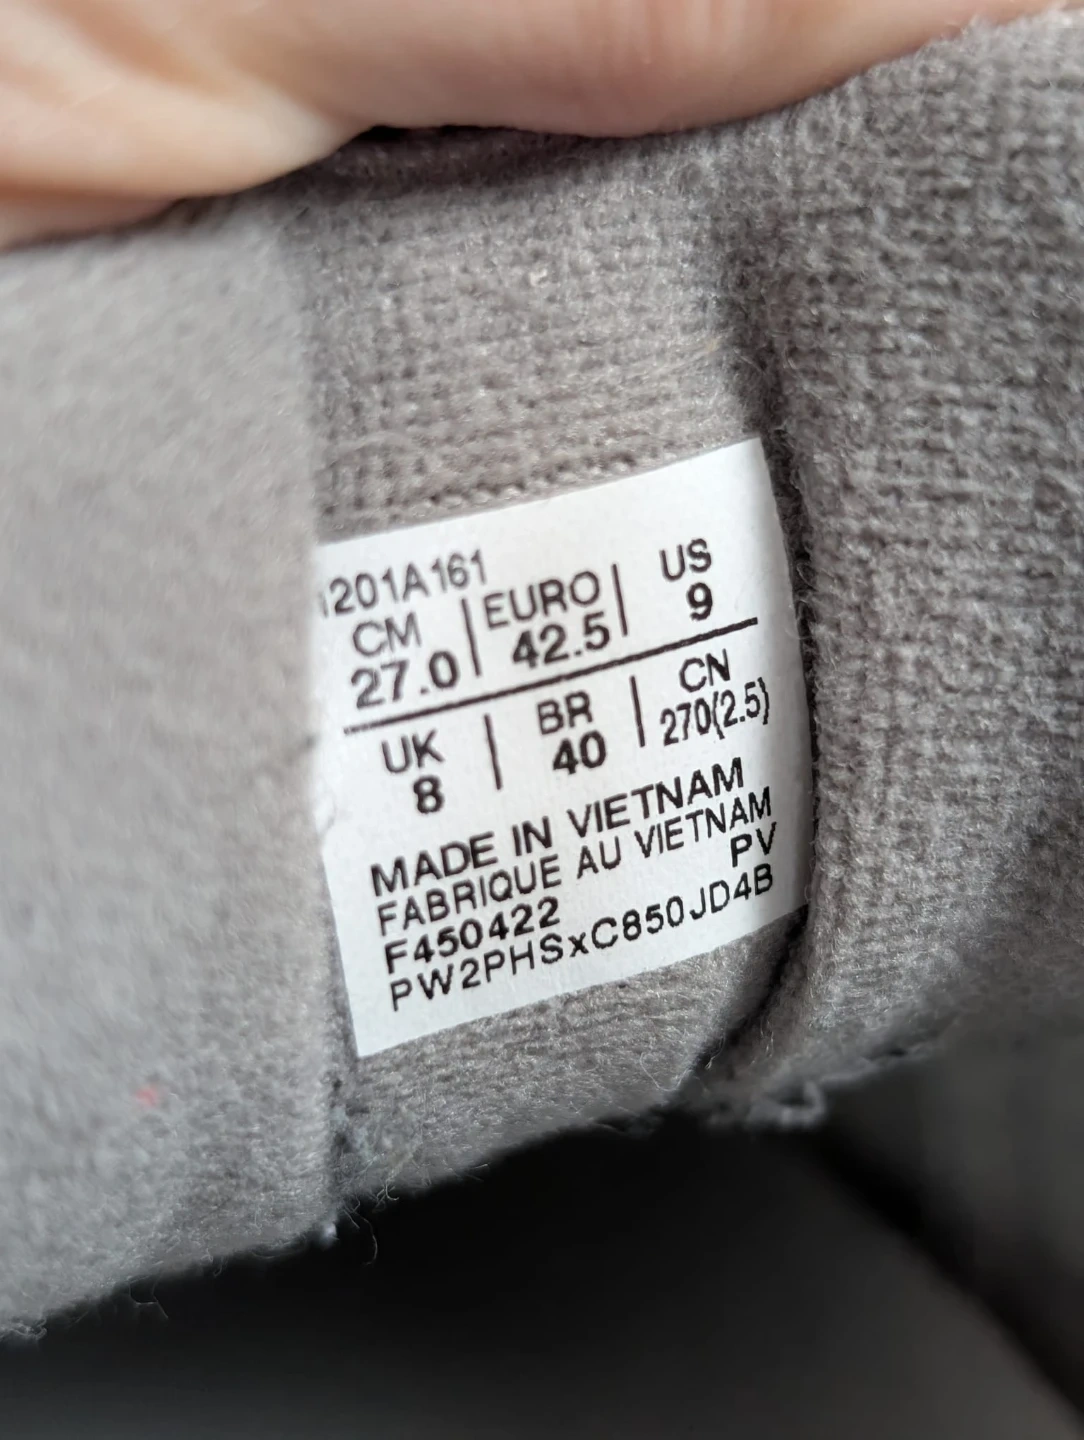 1201A161
CM | EURO | US
27.0 | 42.5 | 9
UK | BR | CN
8 | 40 | 270(2.5)
MADE IN VIETNAM
FABRIQUE AU VIETNAM
PV
F450422
PW2PHSxC850JD4B